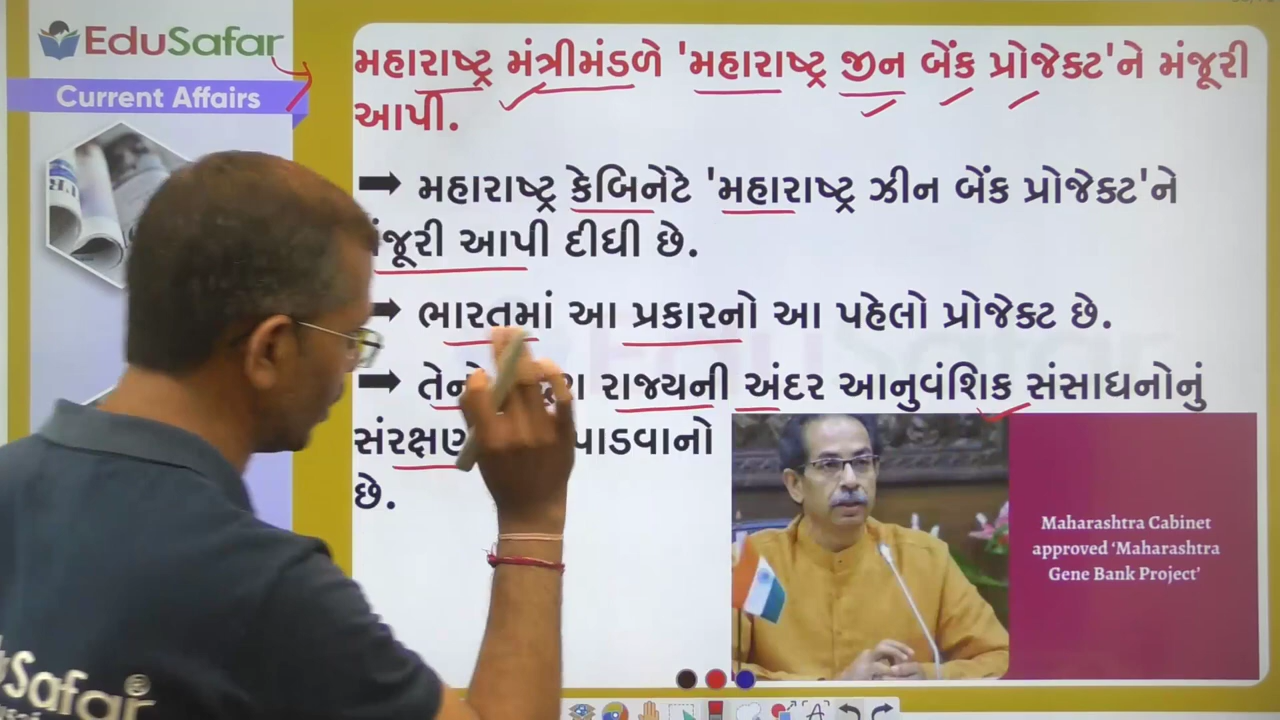 EduSafar
Current Affairs
મહારાષ્ટ્ર મંત્રીમંડળે 'મહારાષ્ટ્ર જીન બેંક પ્રોજેક્ટ'ને મંજૂરી
આપી.
➡ મહારાષ્ટ્ર કેબિનેટે 'મહારાષ્ટ્ર ઝીન બેંક પ્રોજેક્ટ'ને
મંજૂરી આપી દીધી છે.
➡ ભારતમાં આ પ્રકારનો આ પહેલો પ્રોજેક્ટ છે.
➡ રાજ્યની અંદર આનુવંશિક સંસાધનોનું
સંરક્ષણ પાડવાનો
છે.
Maharashtra Cabinet
approved ‘Maharashtra
Gene Bank Project’
Safar®